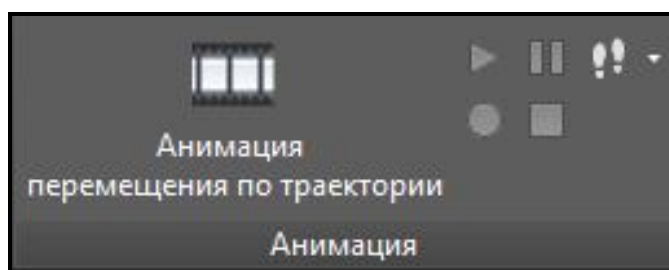 Анимация
перемещения по траектории
Анимация